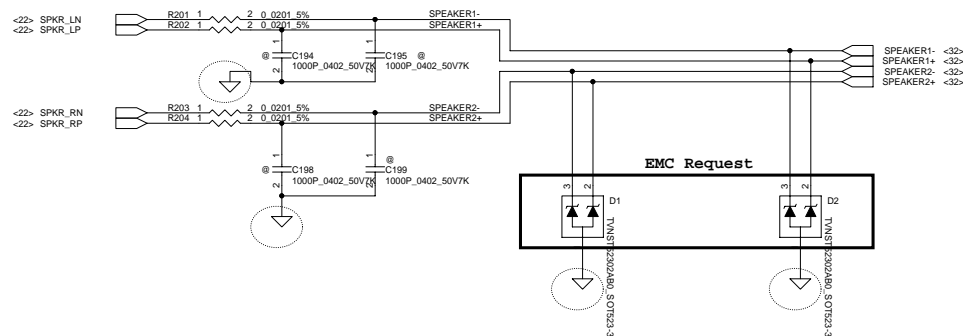 <22> SPKR_LN R201 1 2 0_0201_5% SPEAKER1-
<22> SPKR_LP R202 1 2 0_0201_5% SPEAKER1+
SPEAKER1- <32>
SPEAKER1+ <32>
SPEAKER2- <32>
SPEAKER2+ <32>
1 1
@ C194 C195 @
2 1000P_0402_50V7K 2 1000P_0402_50V7K
<22> SPKR_RN R203 1 2 0_0201_5% SPEAKER2-
<22> SPKR_RP R204 1 2 0_0201_5% SPEAKER2+
1 1 @
@ C198 C199
2 1000P_0402_50V7K 2 1000P_0402_50V7K
EMC Request
3 2 3 2
D1 D2
TVNST52302AB0_SOT523-3
TVNST52302AB0_SOT523-3